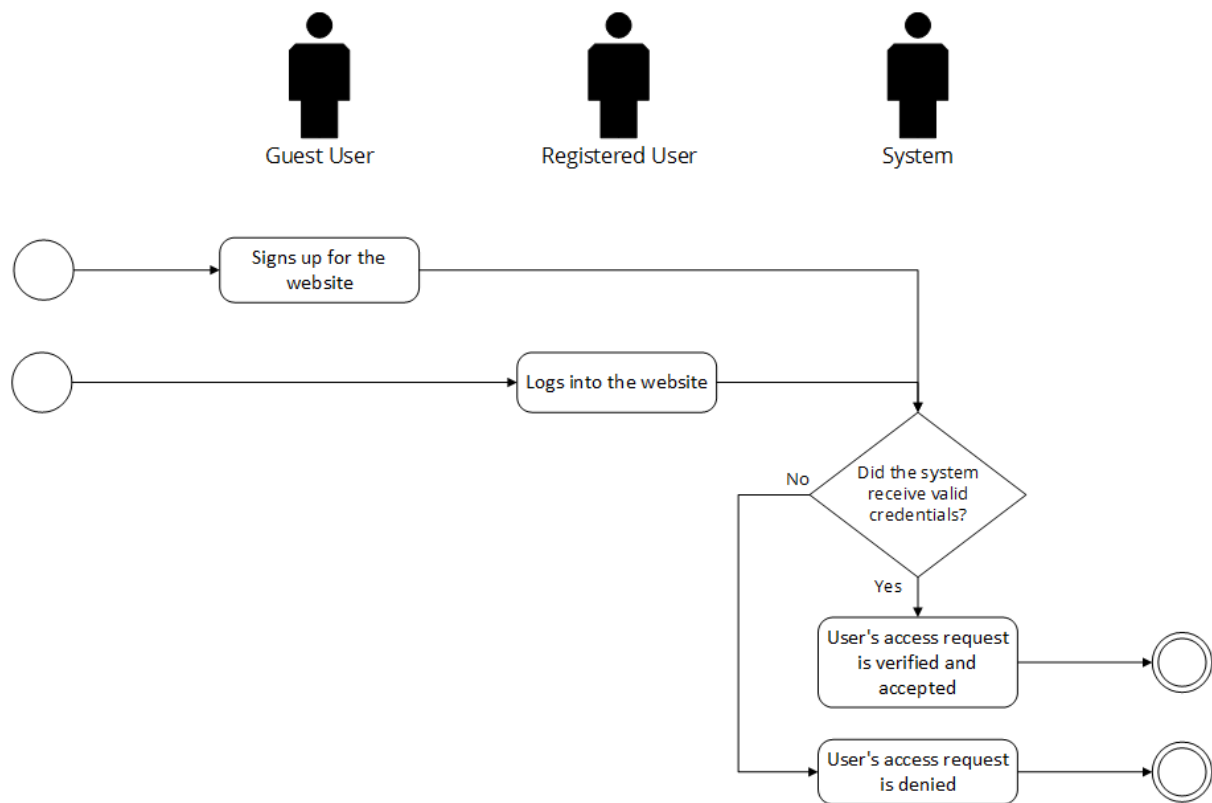 Guest User
Registered User
System
Signs up for the
website
Logs into the website
Did the system
receive valid
credentials?
No
Yes
User's access request
is verified and
accepted
User's access request
is denied